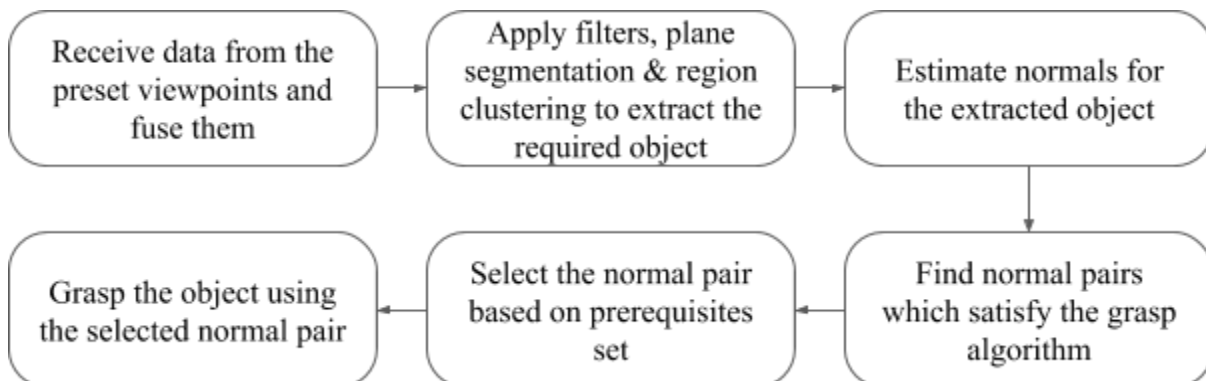 Receive data from the
preset viewpoints and
fuse them
Apply filters, plane
segmentation & region
clustering to extract the
required object
Estimate normals for
the extracted object
Find normal pairs
which satisfy the grasp
algorithm
Select the normal pair
based on prerequisites
set
Grasp the object using
the selected normal pair